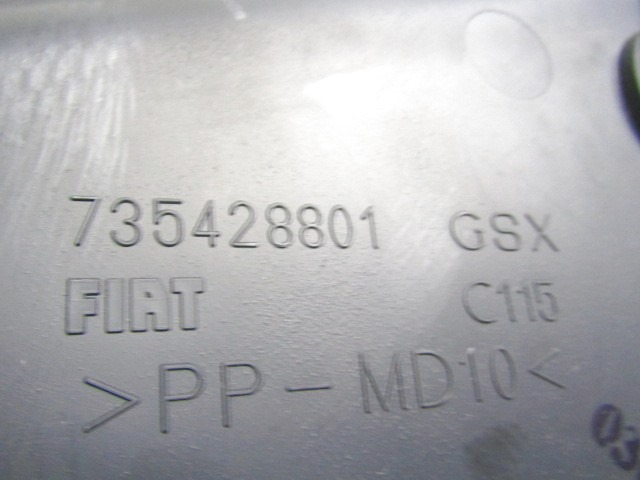 735428801 GSX
FIAT C115
>PP-MD10<